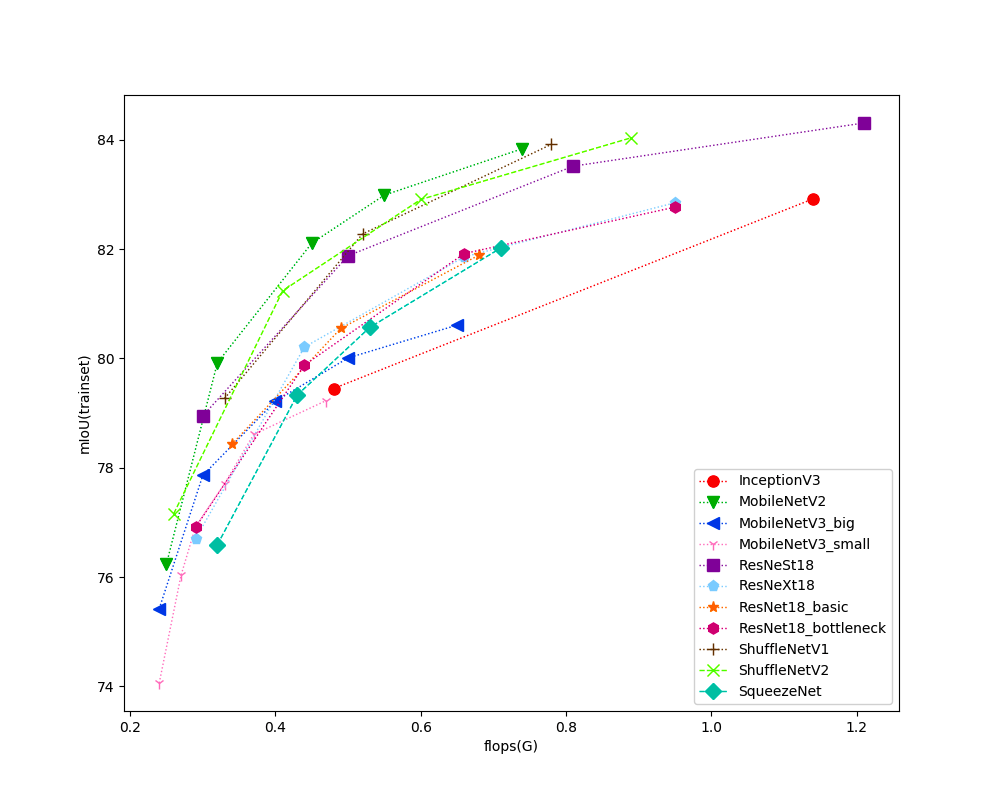 84
82
80
78
76
74
mIoU(trainset)
0.2
0.4
0.6
0.8
1.0
1.2
flops(G)
InceptionV3
MobileNetV2
MobileNetV3_big
MobileNetV3_small
ResNeSt18
ResNeXt18
ResNet18_basic
ResNet18_bottleneck
ShuffleNetV1
ShuffleNetV2
SqueezeNet